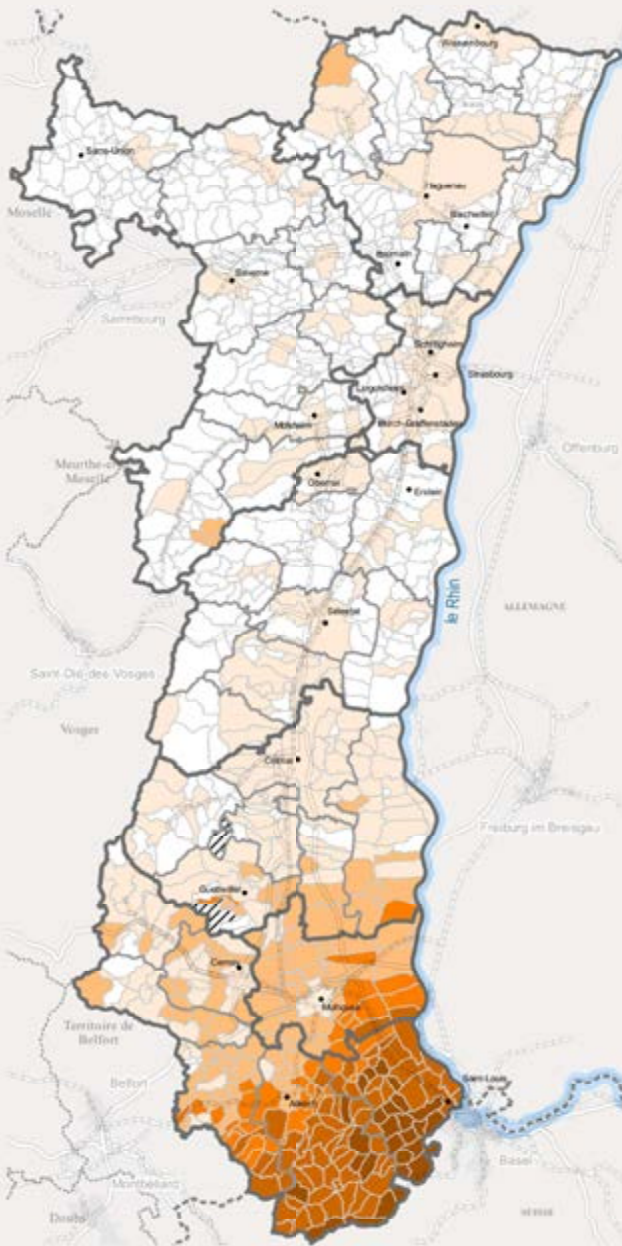 Wissembourg
Sarre-Union
Haguenau
Moselle
Bischwiller
Brumath
Saverne
Sarrebourg
Schiltigheim
Strasbourg
Lingolsheim
Illkirch-Graffenstaden
Molsheim
Offenburg
Meurthe-et-
Moselle
Obernai
Erstein
le Rhin
ALLEMAGNE
Sélestat
Saint-Dié-des-Vosges
Vosges
Colmar
Freiburg im Breisgau
Guebwiller
Cernay
Mulhouse
Territoire de
Belfort
Belfort
Saint-Louis
Altkirch
Basel
Montbéliard
Doubs
SUISSE